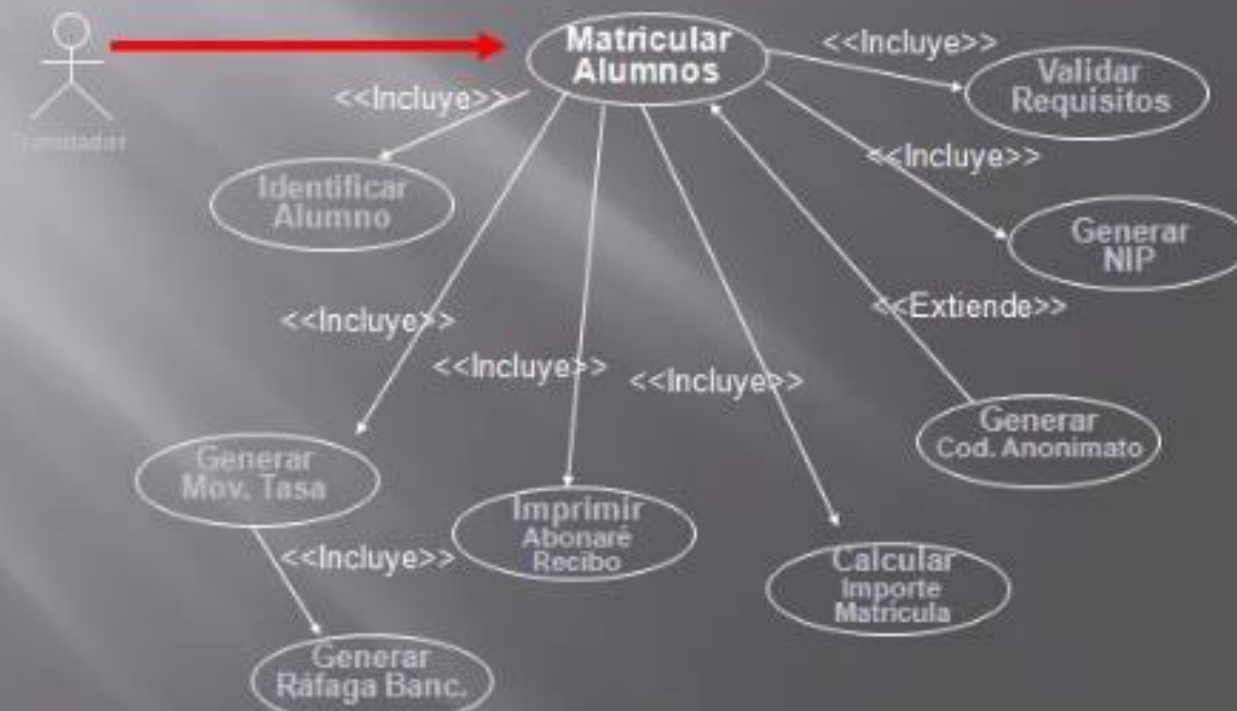 Matricular
Alumnos
<<Incluye>>
Validar
Requisitos
<<Incluye>>
Identificar
Alumno
<<Incluye>>
Generar
NIP
<<Incluye>>
<<Extiende>>
<<Incluye>>
<<Incluye>>
Generar
Cod. Anonimato
Generar
Mov. Tasa
Imprimir
Abonaré
Recibo
<<Incluye>>
Calcular
Importe
Matrícula
Generar
Ráfaga Banc.